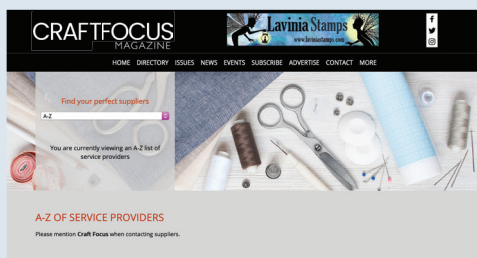 CRAFTFOCUS
MAGAZINE
Lavinia Stamps
www.laviniastamps.com
HOME DIRECTORY ISSUES NEWS EVENTS SUBSCRIBE ADVERTISE CONTACT MORE
Find your perfect suppliers
A-Z
You are currently viewing an A-Z list of
service providers
A-Z OF SERVICE PROVIDERS
Please mention Craft Focus when contacting suppliers.